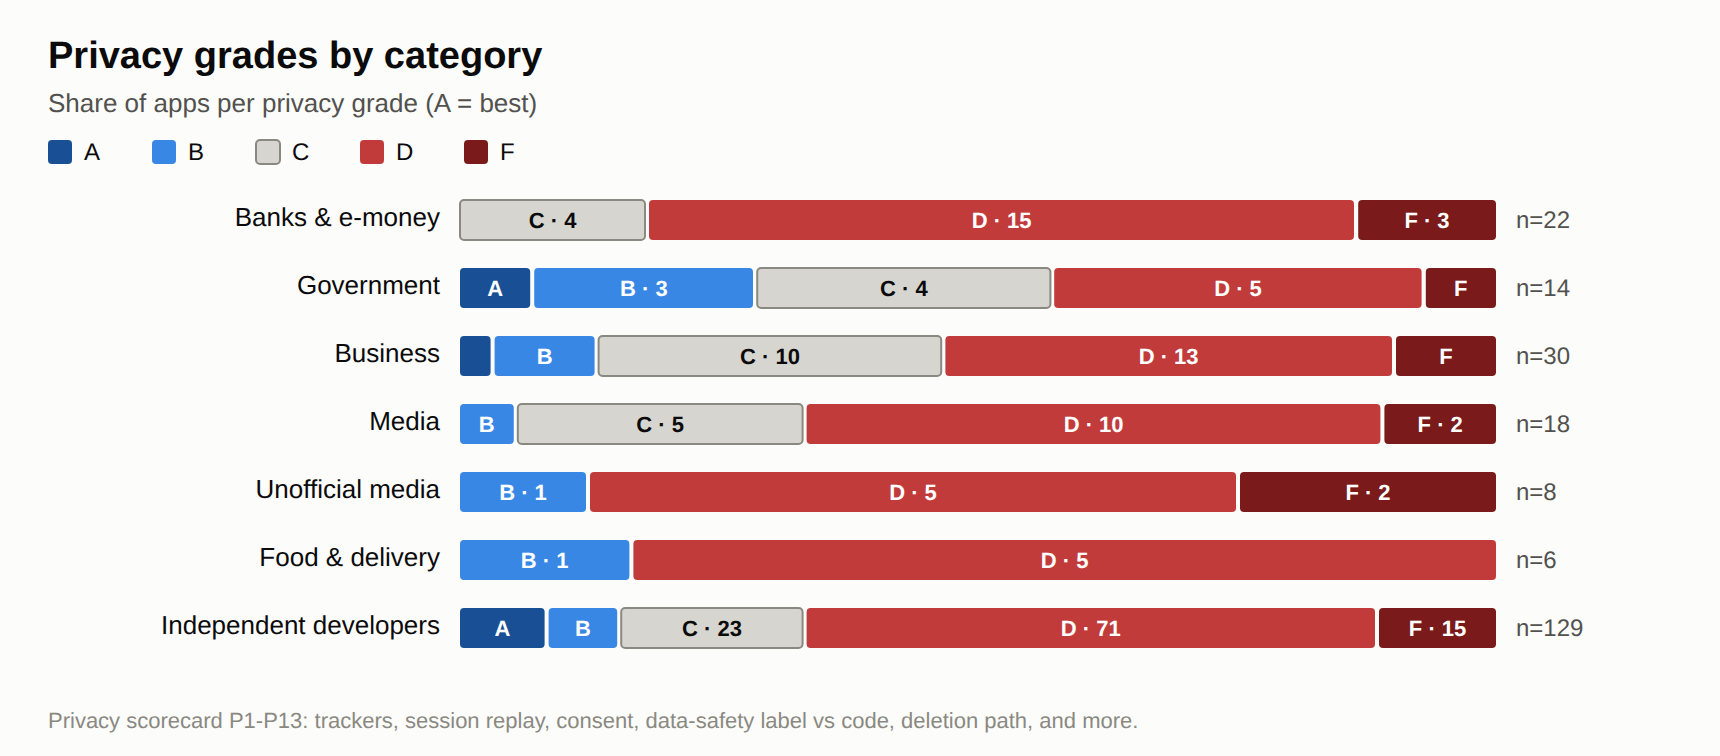 Privacy grades by category
Share of apps per privacy grade (A = best)
A B C D F
Banks & e-money C · 4 D · 15 F · 3 n=22
Government A B · 3 C · 4 D · 5 F n=14
Business B C · 10 D · 13 F n=30
Media B C · 5 D · 10 F · 2 n=18
Unofficial media B · 1 D · 5 F · 2 n=8
Food & delivery B · 1 D · 5 n=6
Independent developers A B C · 23 D · 71 F · 15 n=129
Privacy scorecard P1-P13: trackers, session replay, consent, data-safety label vs code, deletion path, and more.